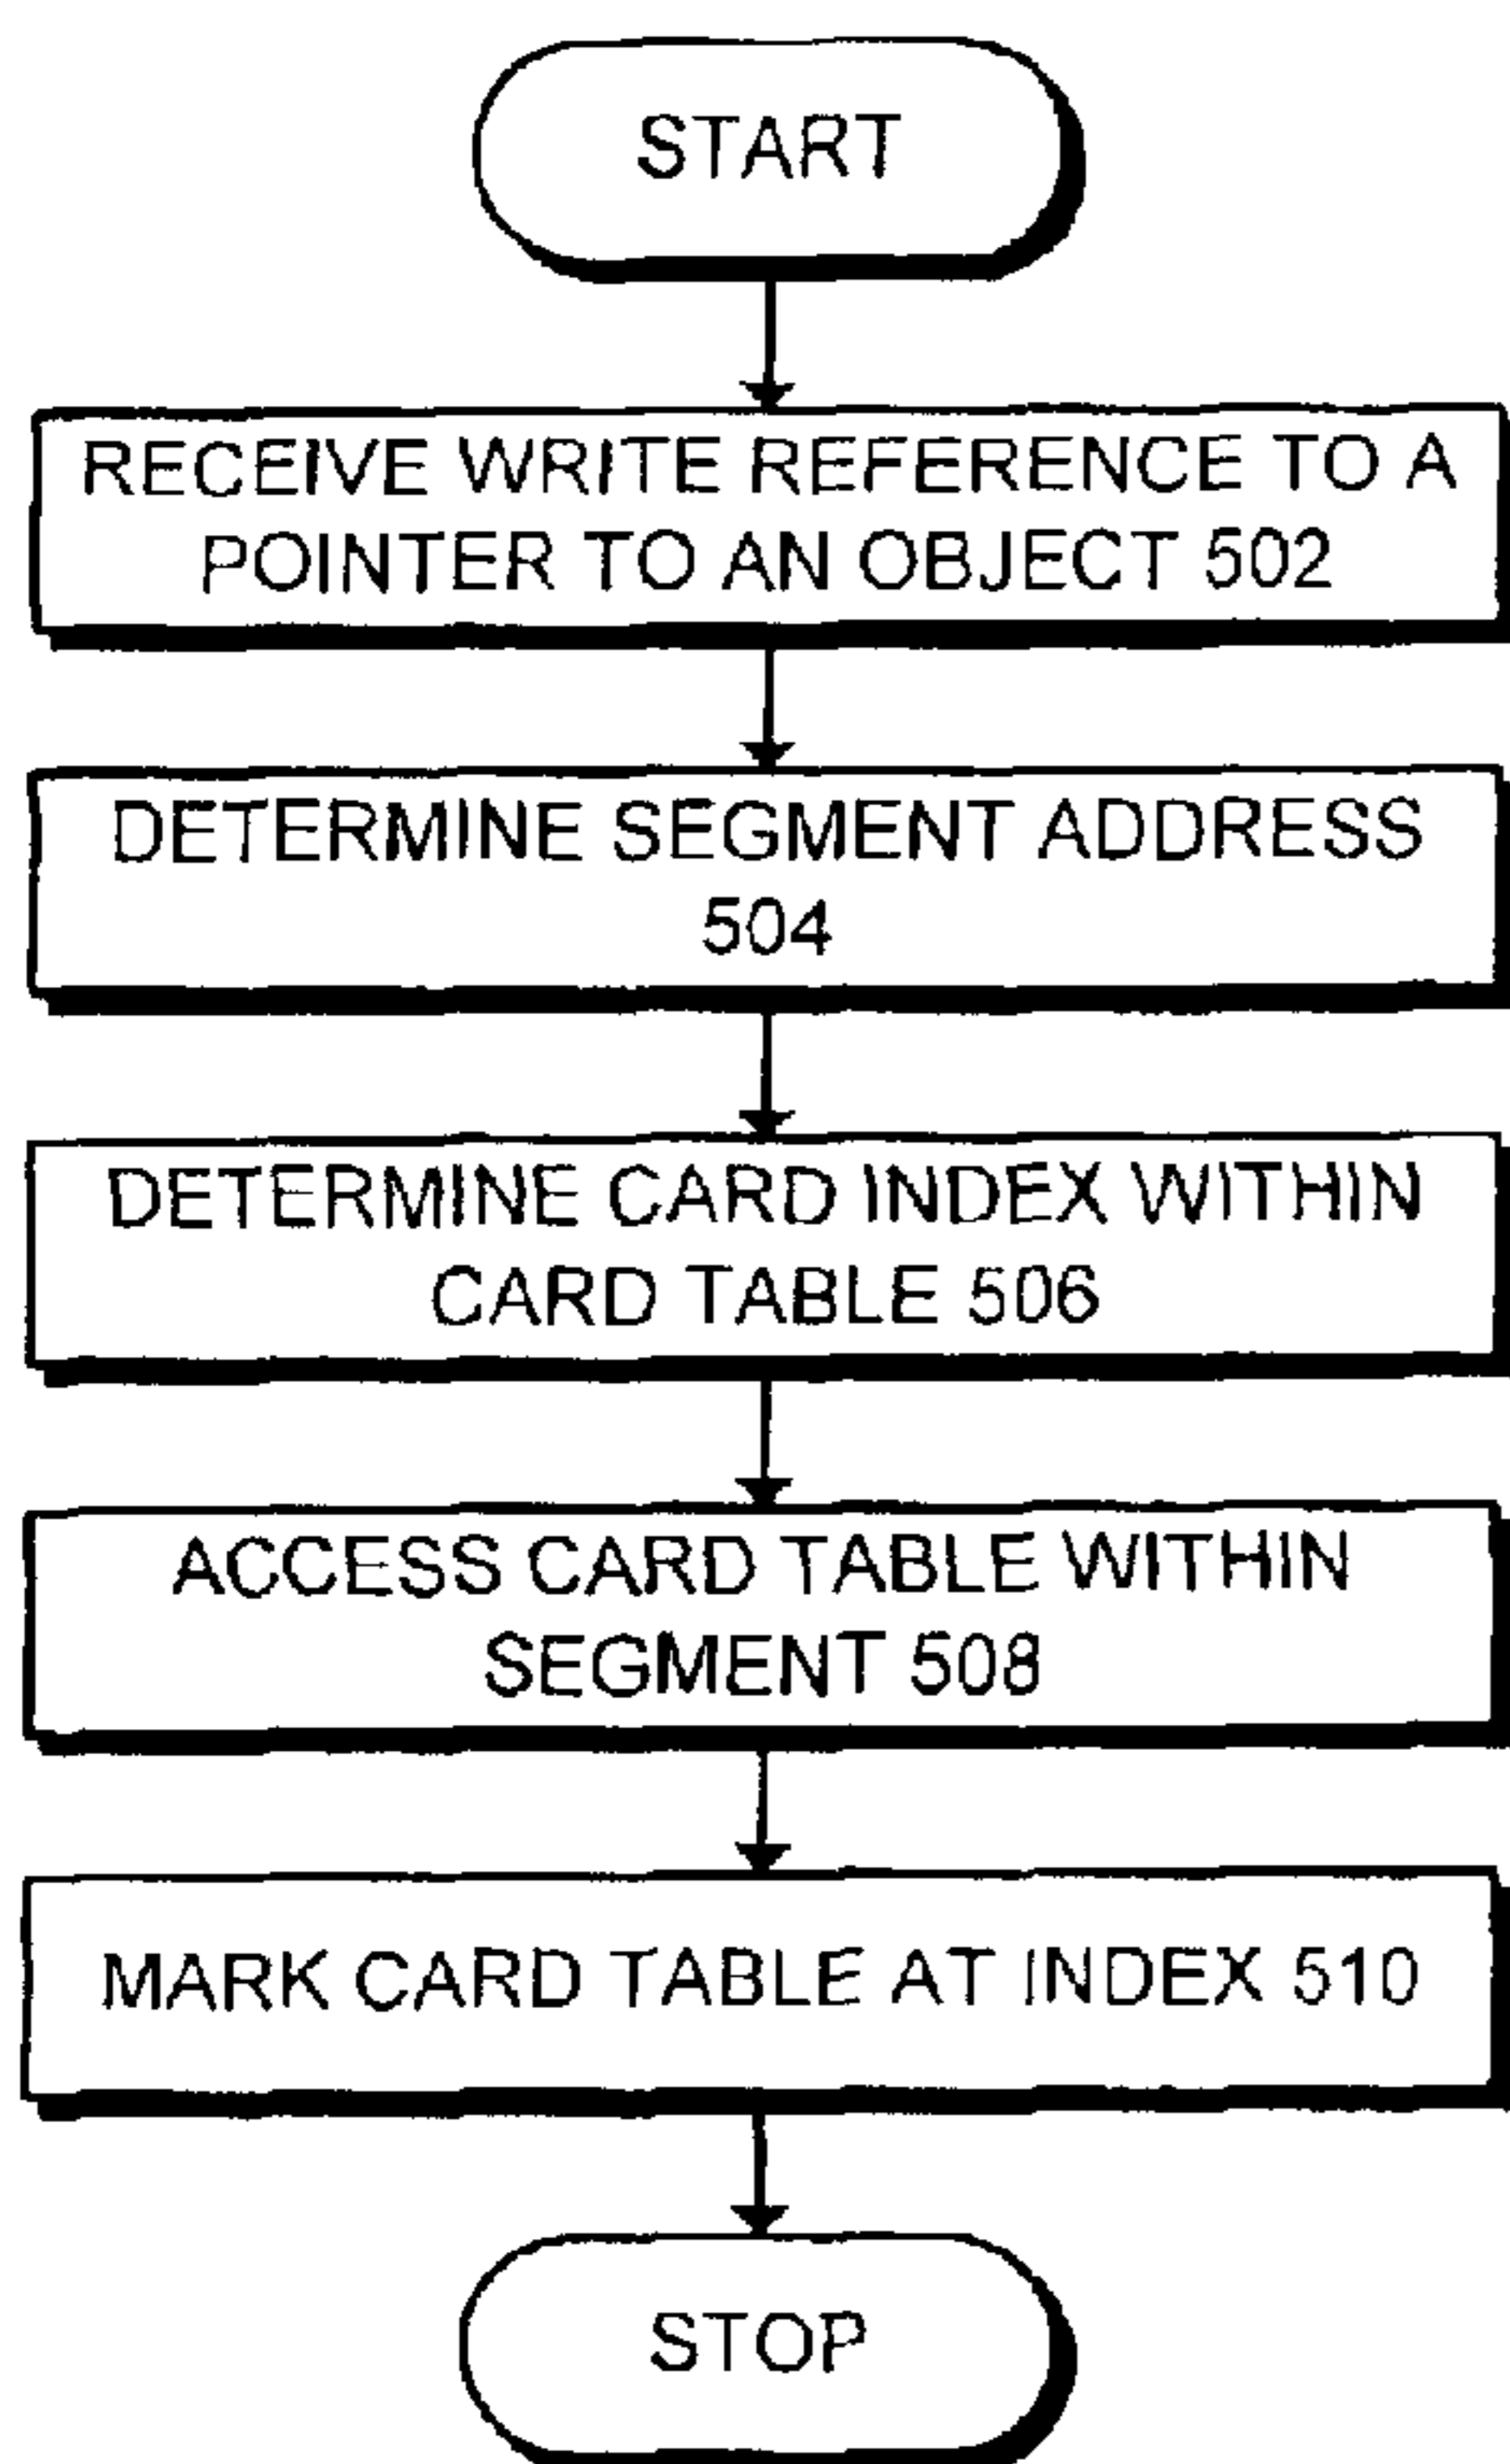 START
RECEIVE WRITE REFERENCE TO A
POINTER TO AN OBJECT 502
DETERMINE SEGMENT ADDRESS
504
DETERMINE CARD INDEX WITHIN
CARD TABLE 506
ACCESS CARD TABLE WITHIN
SEGMENT 508
MARK CARD TABLE AT INDEX 510
STOP